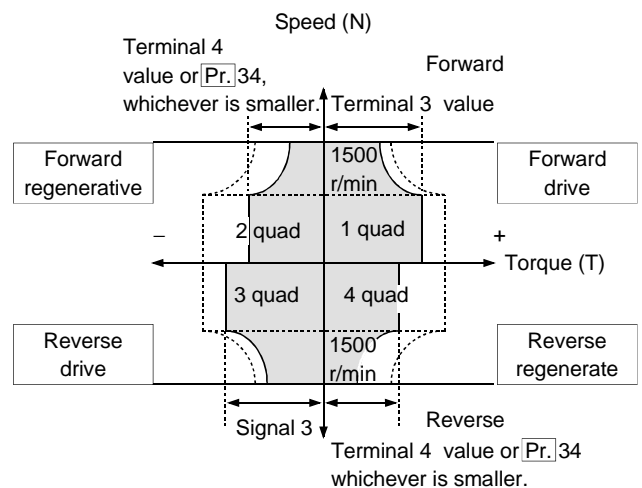 Speed (N)
Terminal 4
value or Pr. 34,
whichever is smaller.
Forward
Terminal 3 value
Forward
regenerative
1500
r/min
Forward
drive
2 quad
1 quad
–
+
Torque (T)
3 quad
4 quad
Reverse
drive
1500
r/min
Reverse
regenerate
Signal 3
Reverse
Terminal 4 value or Pr. 34
whichever is smaller.